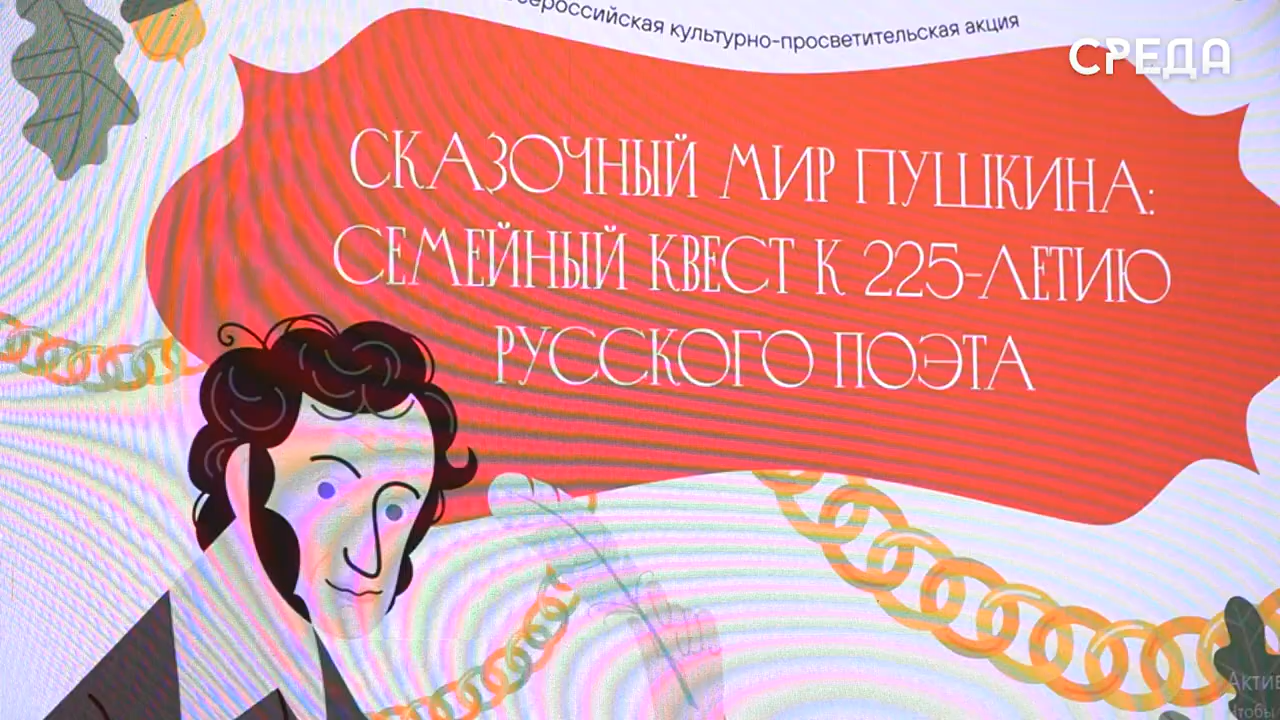 культурно-просветительская акция
СРЕДА
СКАЗОЧНЫЙ МИР ПУШКИНА:
СЕМЕЙНЫЙ КВЕСТ К 225-ЛЕТИЮ
РУССКОГО ПОЭТА